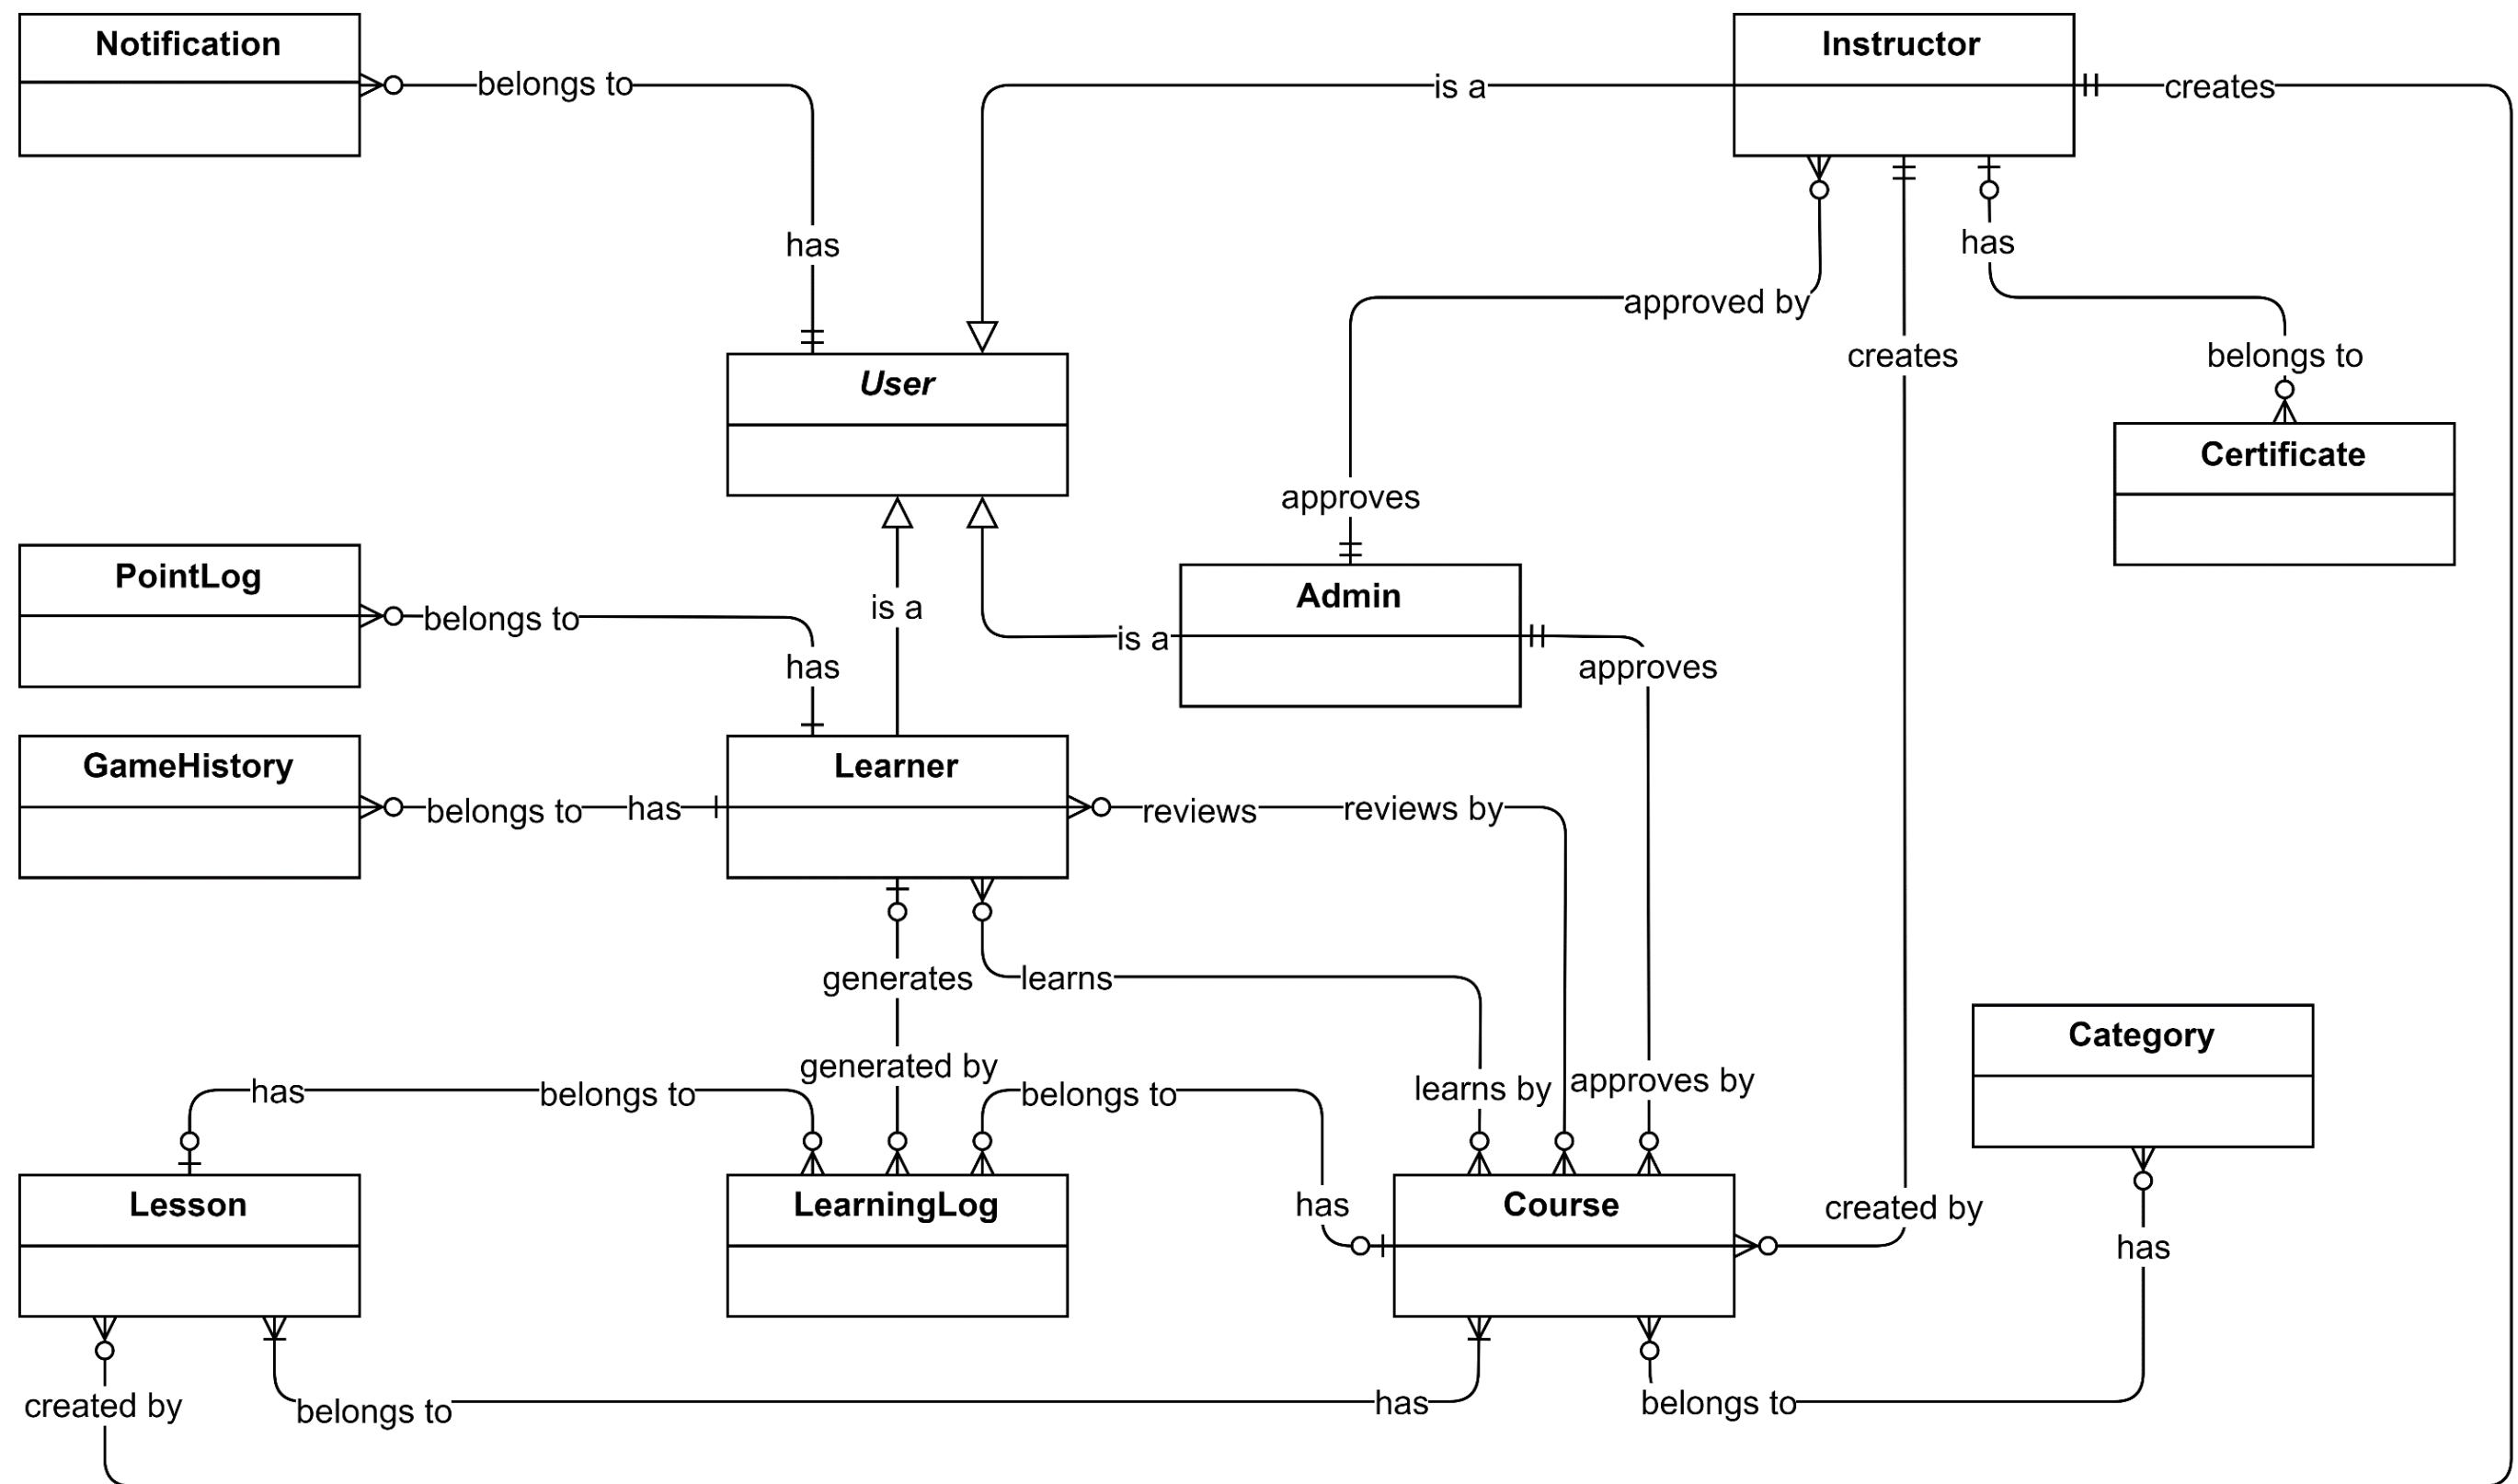 Notification
Instructor
belongs to
is a
creates
has
has
approved by
creates
belongs to
User
Certificate
approves
PointLog
Admin
is a
belongs to
is a
has
approves
GameHistory
Learner
belongs to
has
reviews
reviews by
generates
learns
Category
generated by
has
belongs to
belongs to
learns by
approves by
Lesson
LearningLog
has
Course
created by
has
created by
belongs to
has
belongs to